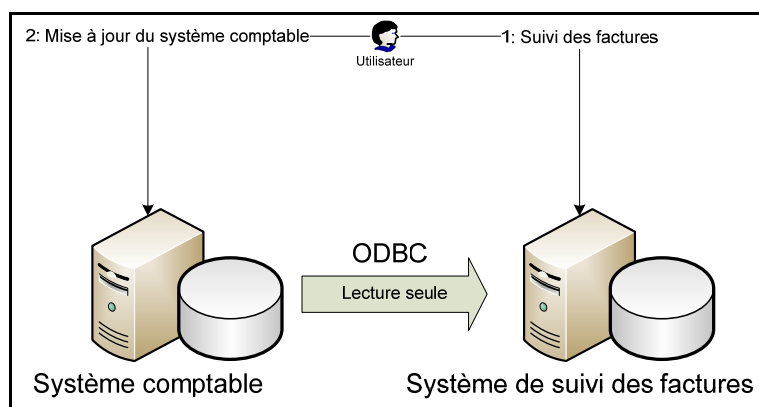 2: Mise à jour du système comptable
1: Suivi des factures
Utilisateur
ODBC
Lecture seule
Système comptable
Système de suivi des factures